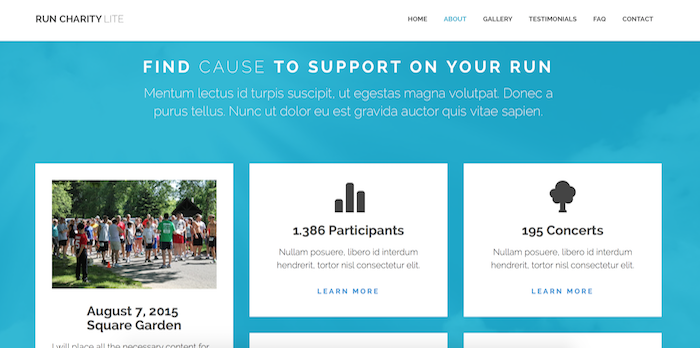 RUN CHARITY LITE
HOME ABOUT GALLERY TESTIMONIALS FAQ CONTACT
FIND CAUSE TO SUPPORT ON YOUR RUN
Mentum lectus id turpis suscipit, ut egestas magna volutpat. Donec a
purus tellus. Nunc ut dolor eu est gravida auctor quis vitae sapien.
August 7, 2015
Square Garden
I will place all the necessary content for
1.386 Participants
Nullam posuere, libero id interdum
hendrerit, tortor nisl consectetur elit.
LEARN MORE
195 Concerts
Nullam posuere, libero id interdum
hendrerit, tortor nisl consectetur elit.
LEARN MORE